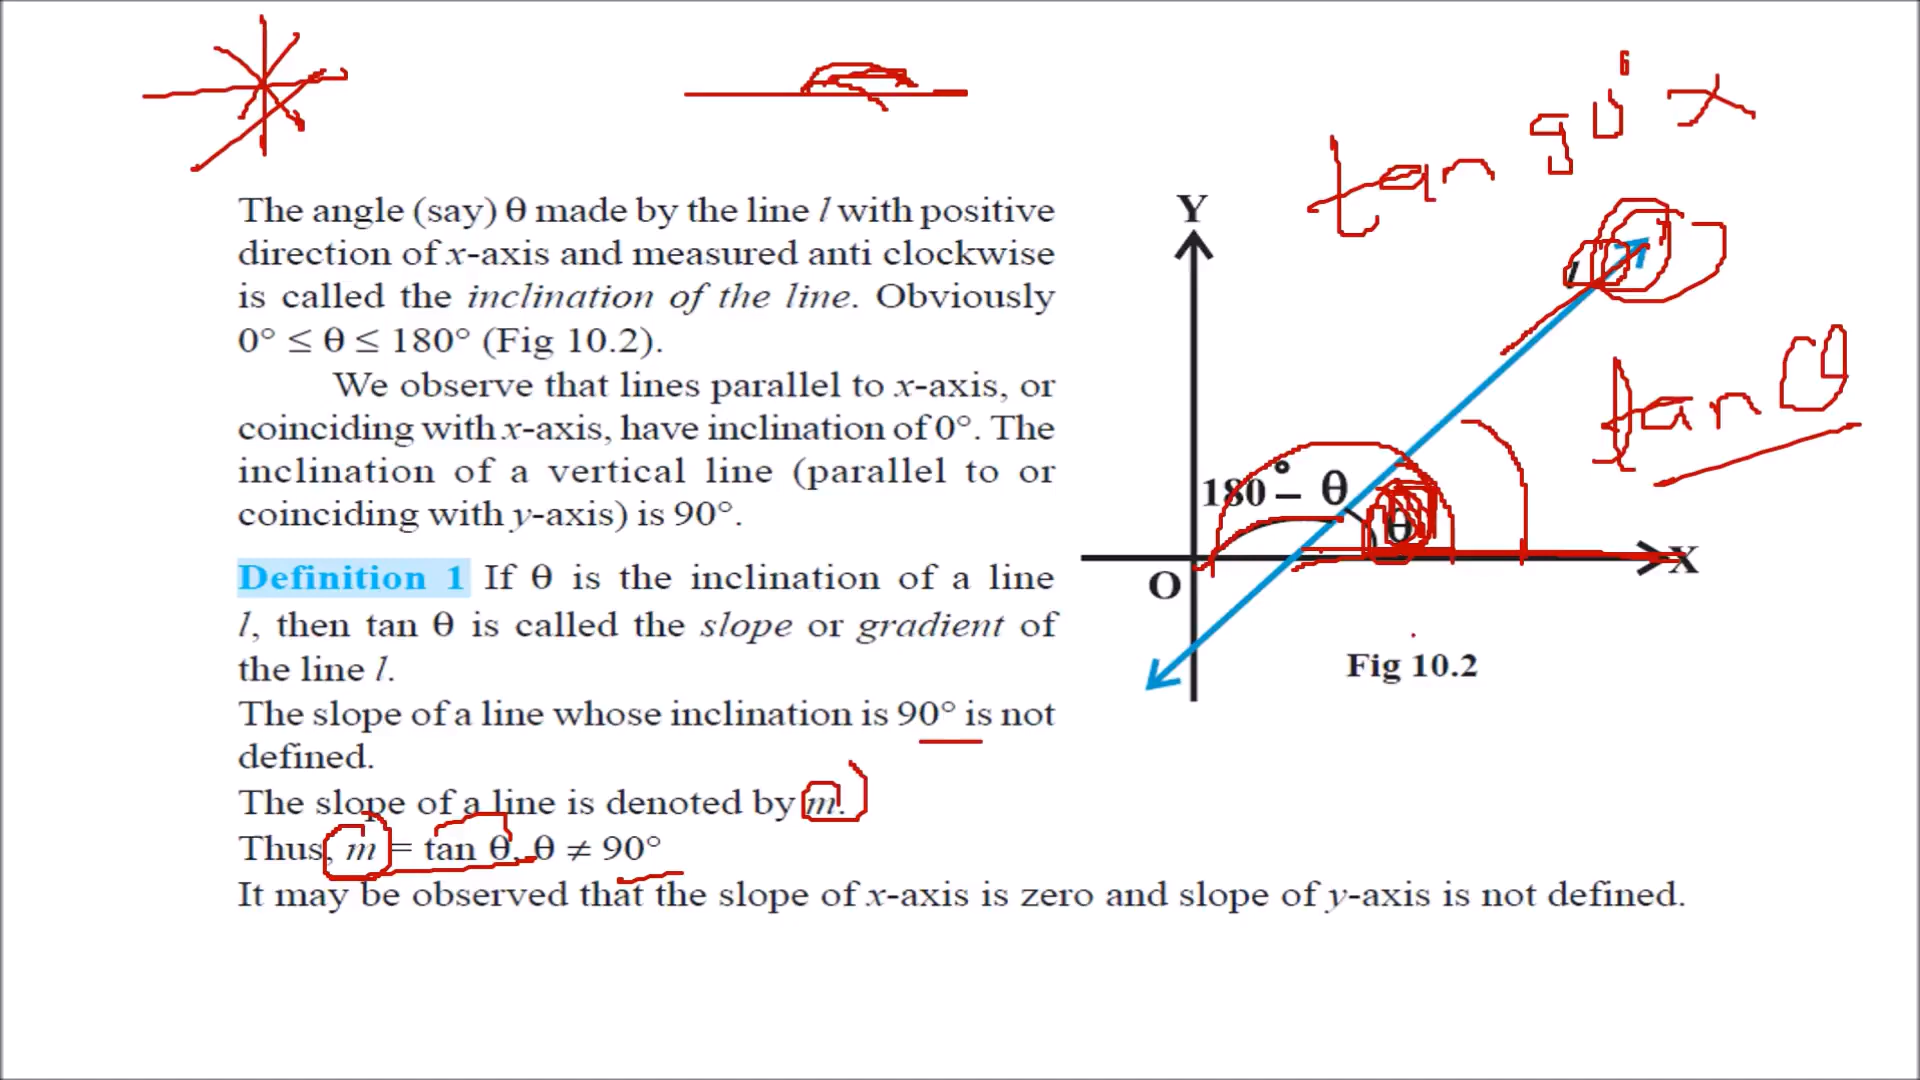 tan 90° x
The angle (say) θ made by the line l with positive
direction of x-axis and measured anti clockwise
is called the inclination of the line. Obviously
0° ≤ θ ≤ 180° (Fig 10.2).
We observe that lines parallel to x-axis, or
coinciding with x-axis, have inclination of 0°. The
inclination of a vertical line (parallel to or
coinciding with y-axis) is 90°.
Definition 1 If θ is the inclination of a line
l, then tan θ is called the slope or gradient of
the line l.
The slope of a line whose inclination is 90° is not
defined.
The slope of a line is denoted by m.
Thus, m = tan θ, θ ≠ 90°
It may be observed that the slope of x-axis is zero and slope of y-axis is not defined.
Y
l
tan
180° – θ
θ
X
O
Fig 10.2